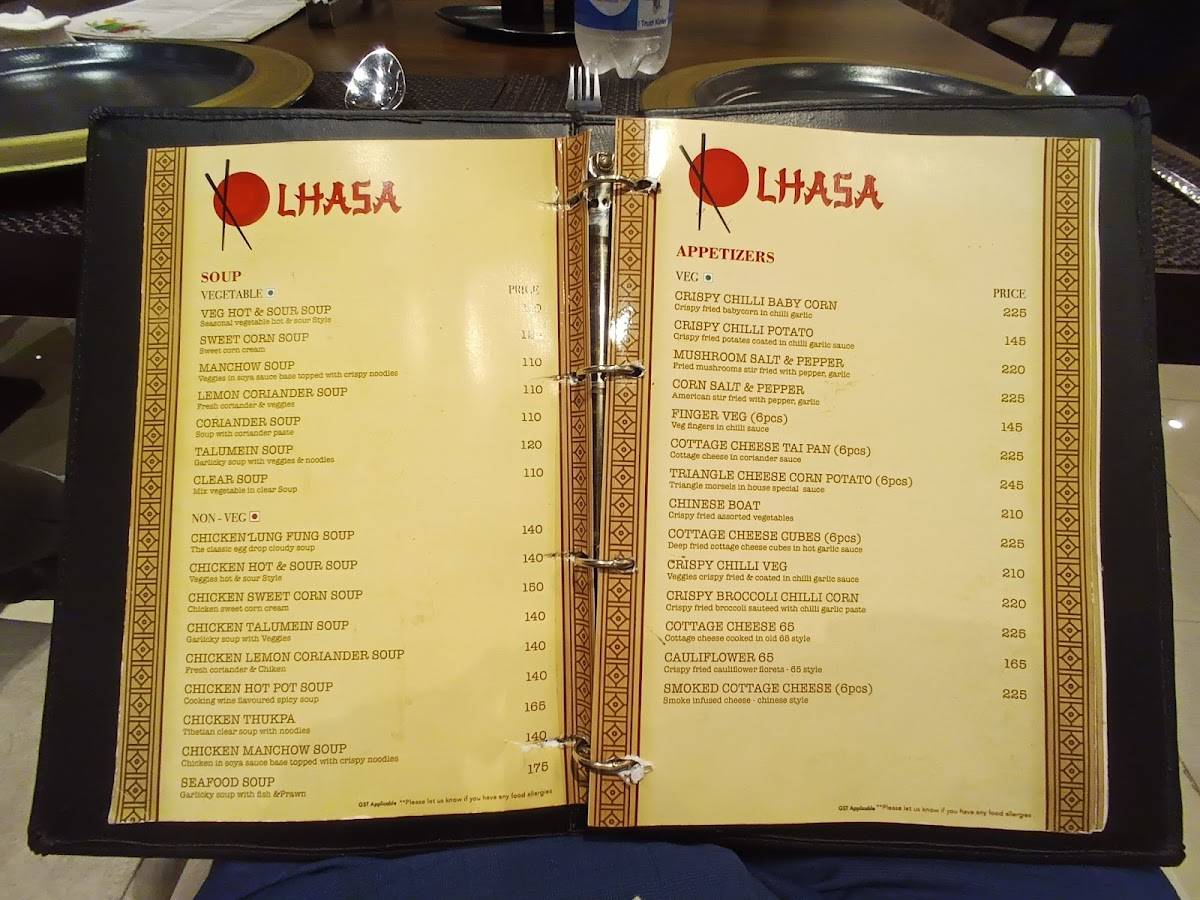 Trust Kinley
LHASA
SOUP
VEGETABLE
PRICE
VEG HOT & SOUR SOUP
Seasonal vegetable hot & sour Style
SWEET CORN SOUP
Sweet corn cream
MANCHOW SOUP 110
Veggies in soya sauce base topped with crispy noodles
LEMON CORIANDER SOUP 110
Fresh coriander & veggies
CORIANDER SOUP 110
Soup with coriander paste
TALUMEIN SOUP 120
Garlicky soup with veggies & noodles
CLEAR SOUP 110
Mix vegetable in clear Soup
NON - VEG
CHICKEN LUNG FUNG SOUP 140
The classic egg drop cloudy soup
CHICKEN HOT & SOUR SOUP 140
Veggies hot & sour Style
CHICKEN SWEET CORN SOUP 150
Chicken sweet corn cream
CHICKEN TALUMEIN SOUP 140
Garlicky soup with Veggies
CHICKEN LEMON CORIANDER SOUP 140
Fresh coriander & Chiken
CHICKEN HOT POT SOUP 140
Cooking wine flavoured spicy soup
CHICKEN THUKPA 165
Tibetian clear soup with noodles
CHICKEN MANCHOW SOUP 140
Chicken in soya sauce base topped with crispy noodles
SEAFOOD SOUP 175
Garlicky soup with fish &Prawn
GST Applicable **Please let us know if you have any food allergies
LHASA
APPETIZERS
VEG
PRICE
CRISPY CHILLI BABY CORN 225
Crispy fried babycorn in chilli garlic
CRISPY CHILLI POTATO 145
Crispy fried potatoes coated in chilli garlic sauce
MUSHROOM SALT & PEPPER 220
Fried mushrooms stir fried with pepper, garlic
CORN SALT & PEPPER 225
American stir fried with pepper, garlic
FINGER VEG (6pcs) 145
Veg fingers in chilli sauce
COTTAGE CHEESE TAI PAN (6pcs) 225
Cottage cheese in coriander sauce
TRIANGLE CHEESE CORN POTATO (6pcs) 245
Triangle morsels in house special sauce
CHINESE BOAT 210
Crispy fried assorted vegetables
COTTAGE CHEESE CUBES (6pcs) 225
Deep fried cottage cheese cubes in hot garlic sauce
CRISPY CHILLI VEG 210
Veggies crispy fried & coated in chilli garlic sauce
CRISPY BROCCOLI CHILLI CORN 220
Crispy fried broccoli sauteed with chilli garlic paste
COTTAGE CHEESE 65 225
Cottage cheese cooked in old 65 style
CAULIFLOWER 65 165
Crispy fried cauliflower florets - 65 style
SMOKED COTTAGE CHEESE (6pcs) 225
Smoke infused cheese - chinese style
GST Applicable **Please let us know if you have any food allergies